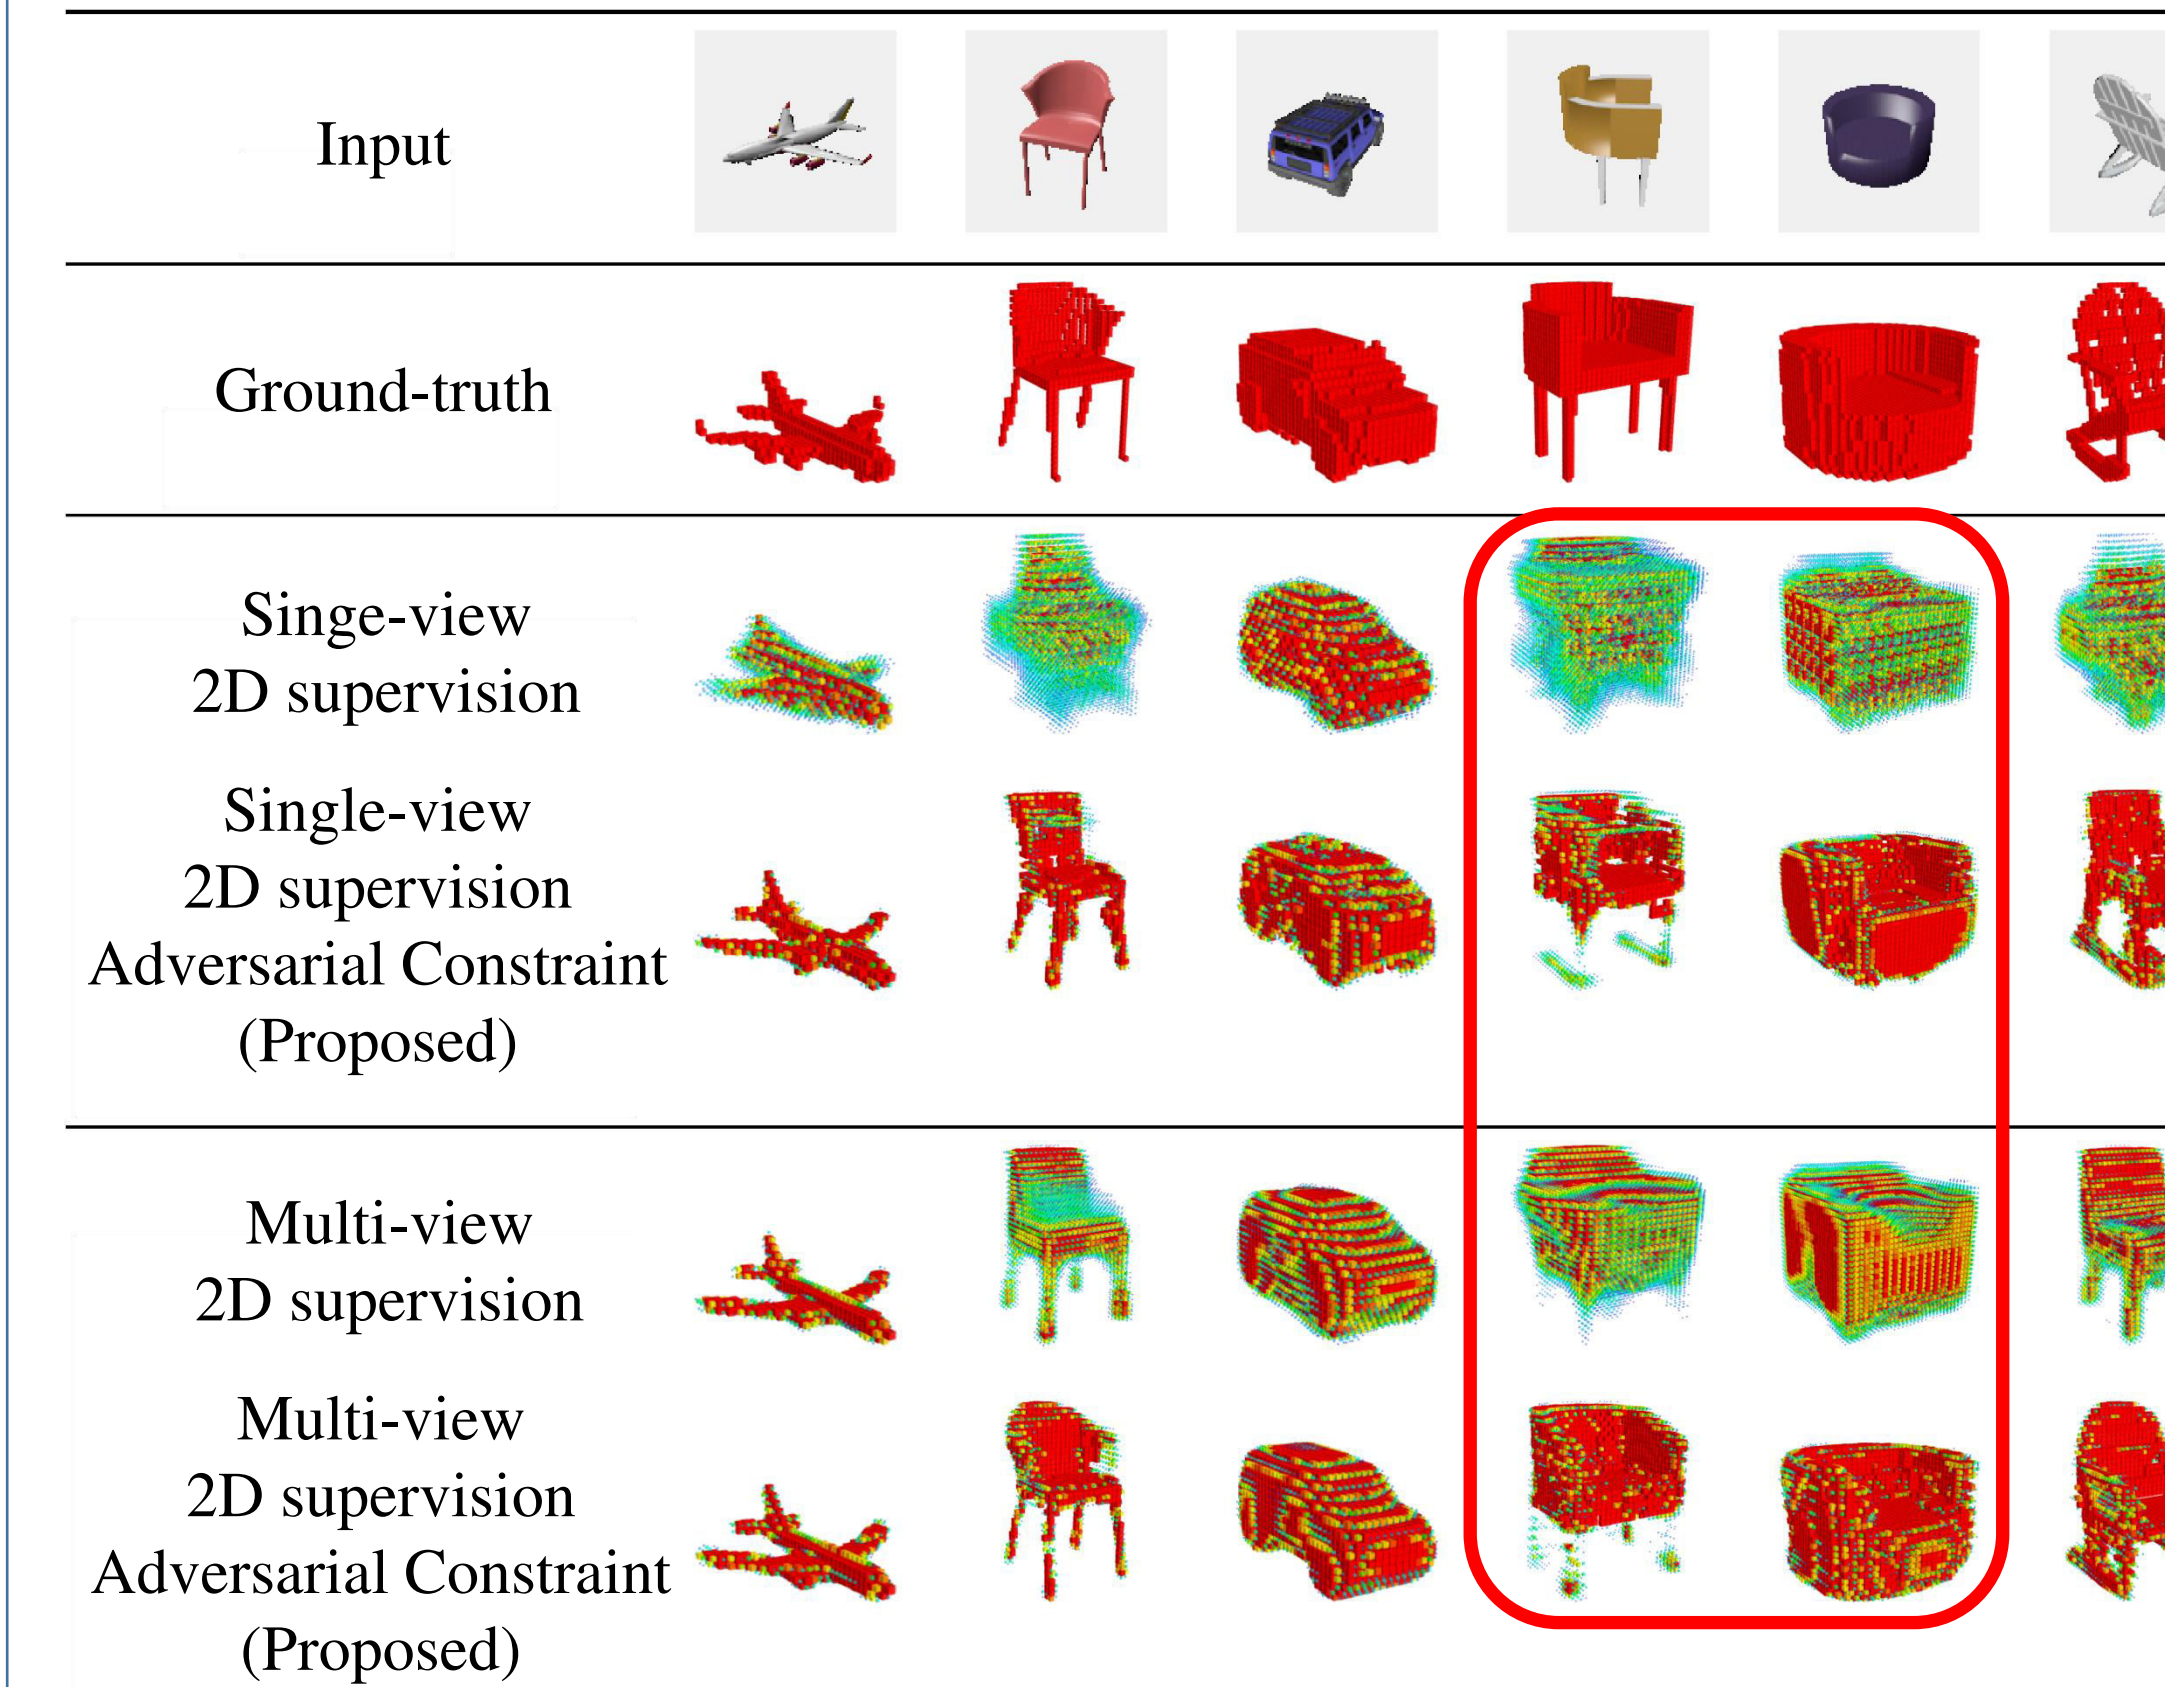 Input
Ground-truth
Singe-view
2D supervision
Single-view
2D supervision
Adversarial Constraint
(Proposed)
Multi-view
2D supervision
Multi-view
2D supervision
Adversarial Constraint
(Proposed)